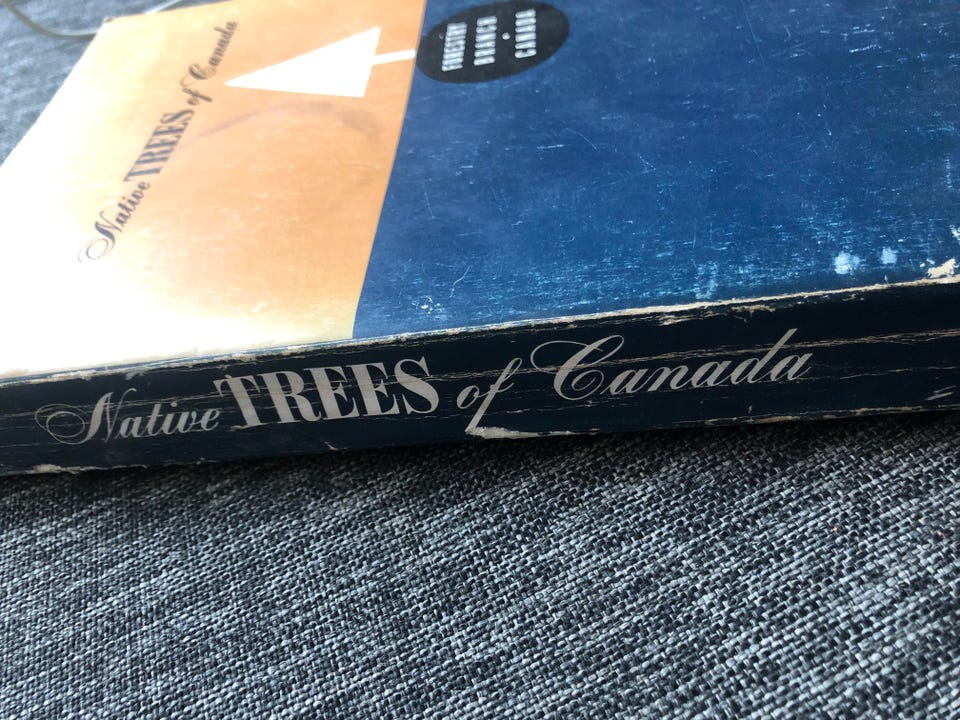 Native TREES of Canada
FORESTRY
BRANCH
•
CANADA
Native TREES of Canada